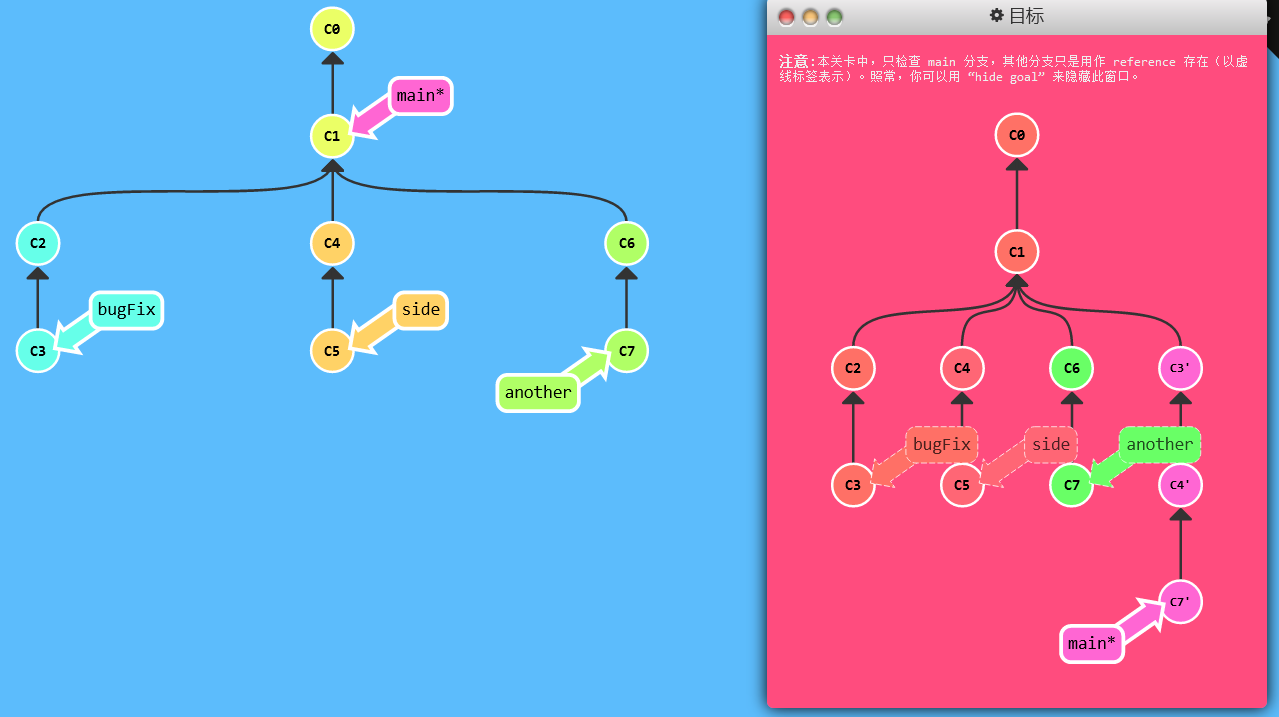 C0
main*
C1
C2
C4
C6
bugFix
side
C3
C5
C7
another
目标
注意:本关卡中，只检查 main 分支，其他分支只是用作 reference 存在（以虚
线标签表示）。照常，你可以用 “hide goal” 来隐藏此窗口。
C0
C1
C2
C4
C6
C3'
bugFix
side
another
C3
C5
C7
C4'
C7'
main*